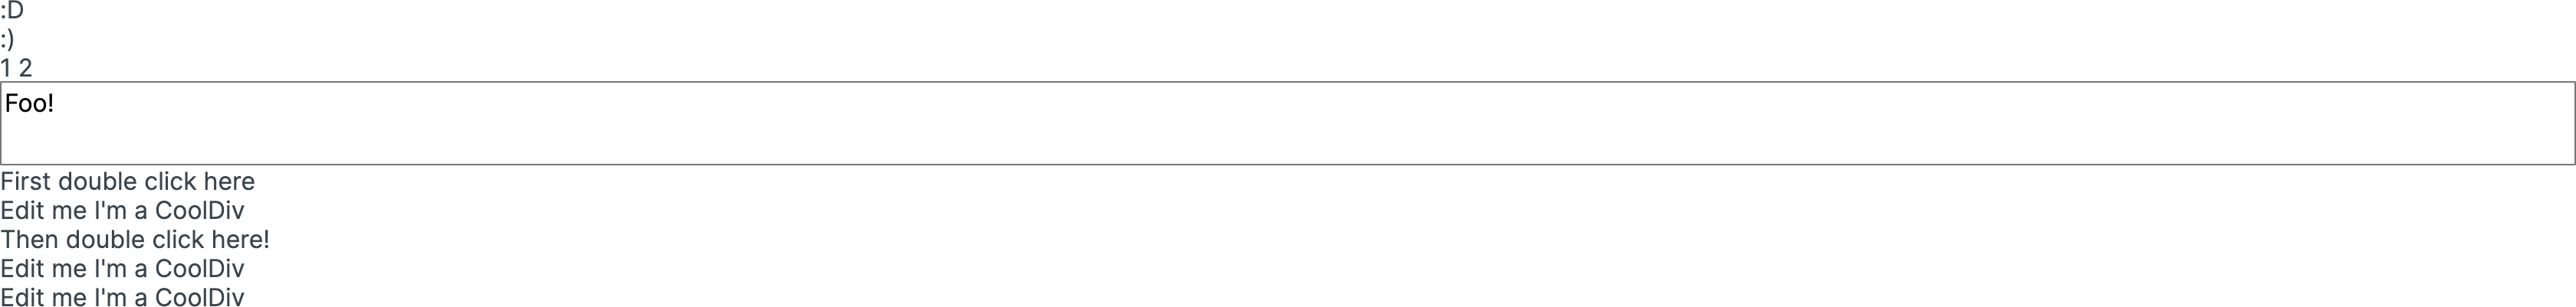 :D
:)
1 2
Foo!
First double click here
Edit me I'm a CoolDiv
Then double click here!
Edit me I'm a CoolDiv
Edit me I'm a CoolDiv